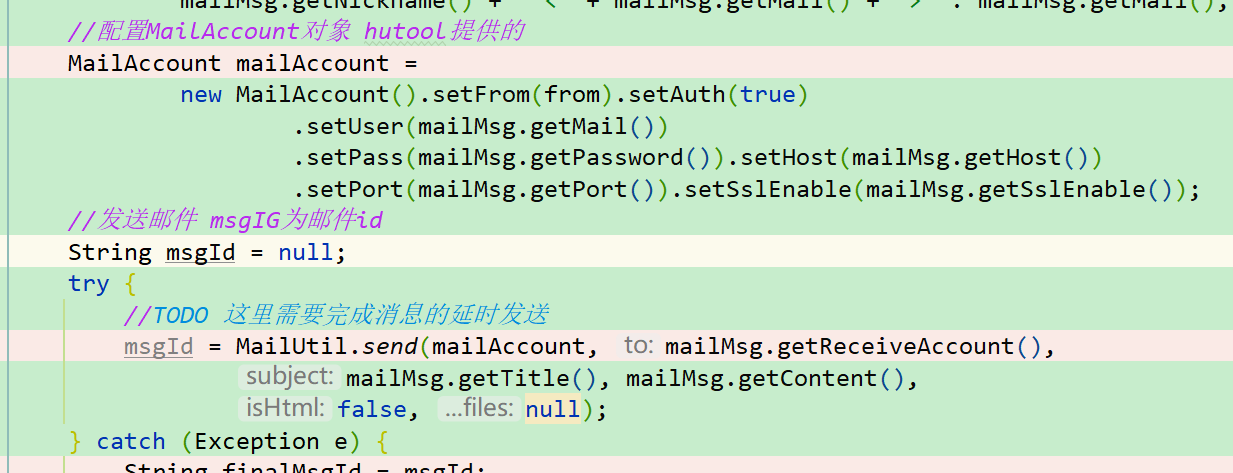 mailMsg.getNickname() + " <" + mailMsg.getMail() + ">" : mailMsg.getMail();
//配置MailAccount对象 hutool提供的
MailAccount mailAccount =
new MailAccount().setFrom(from).setAuth(true)
.setUser(mailMsg.getMail())
.setPass(mailMsg.getPassword()).setHost(mailMsg.getHost())
.setPort(mailMsg.getPort()).setSslEnable(mailMsg.getSslEnable());
//发送邮件 msgIG为邮件id
String msgId = null;
try {
//TODO 这里需要完成消息的延时发送
msgId = MailUtil.send(mailAccount, to: mailMsg.getReceiveAccount(),
subject: mailMsg.getTitle(), mailMsg.getContent(),
isHtml: false, ...files: null);
} catch (Exception e) {
String finalMsgId = msgId;